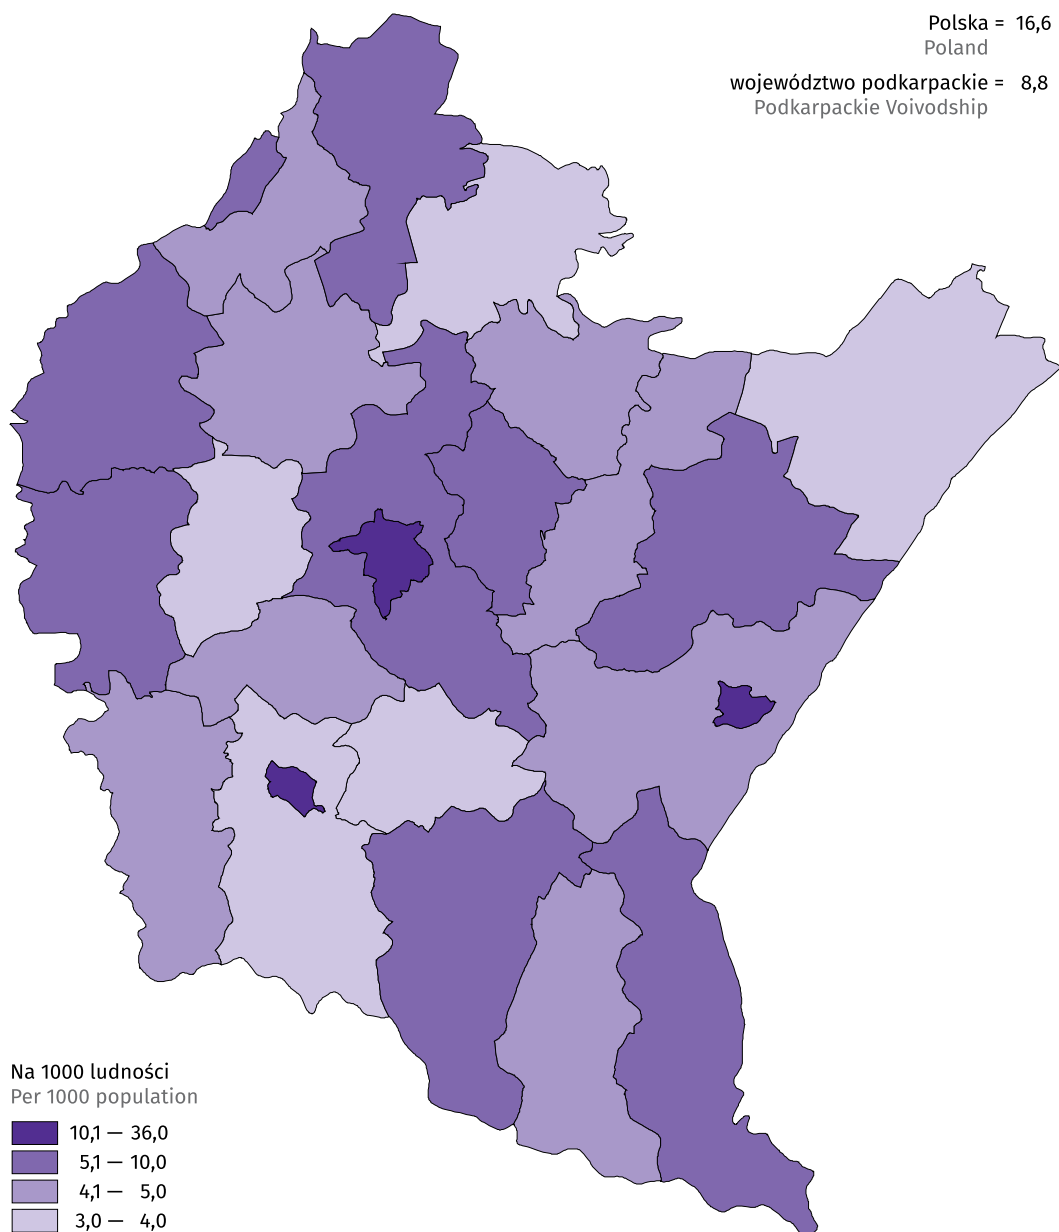 Polska = 16,6
Poland
województwo podkarpackie = 8,8
Podkarpackie Voivodship
Na 1000 ludności
Per 1000 population
10,1 — 36,0
5,1 — 10,0
4,1 — 5,0
3,0 — 4,0